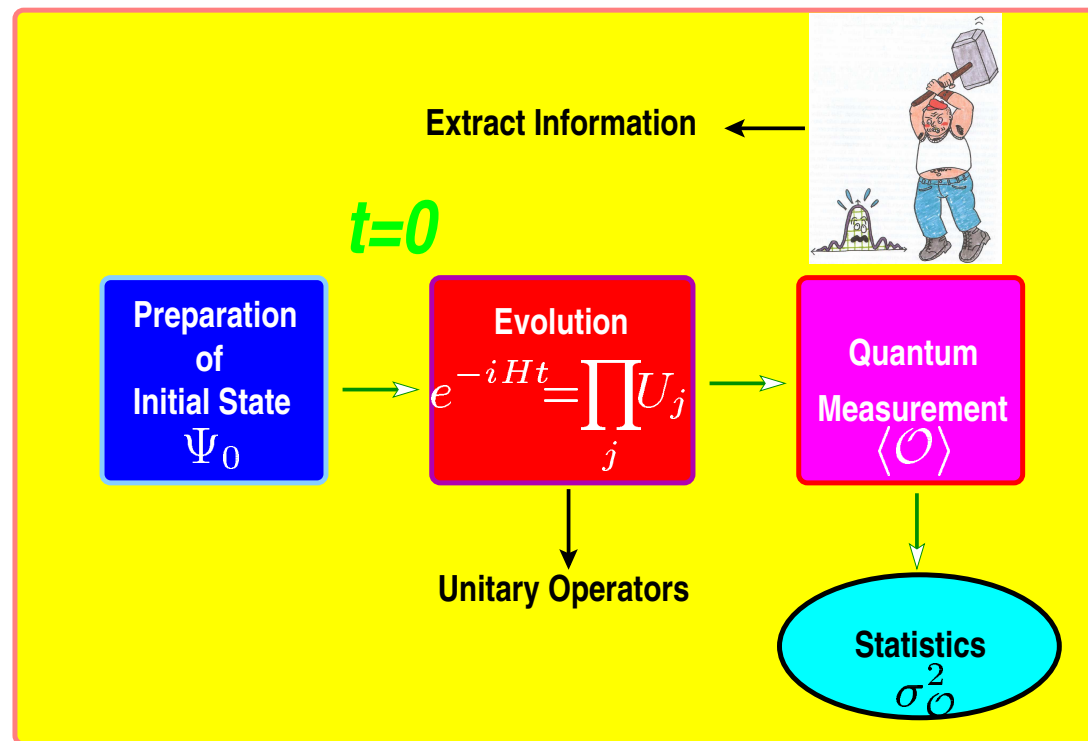 Extract Information
t=0
Preparation
of
Initial State
Ψ₀
Evolution
e^{-iHt} = ∏_j U_j
Quantum
Measurement
⟨𝒪⟩
Unitary Operators
Statistics
σ²_𝒪